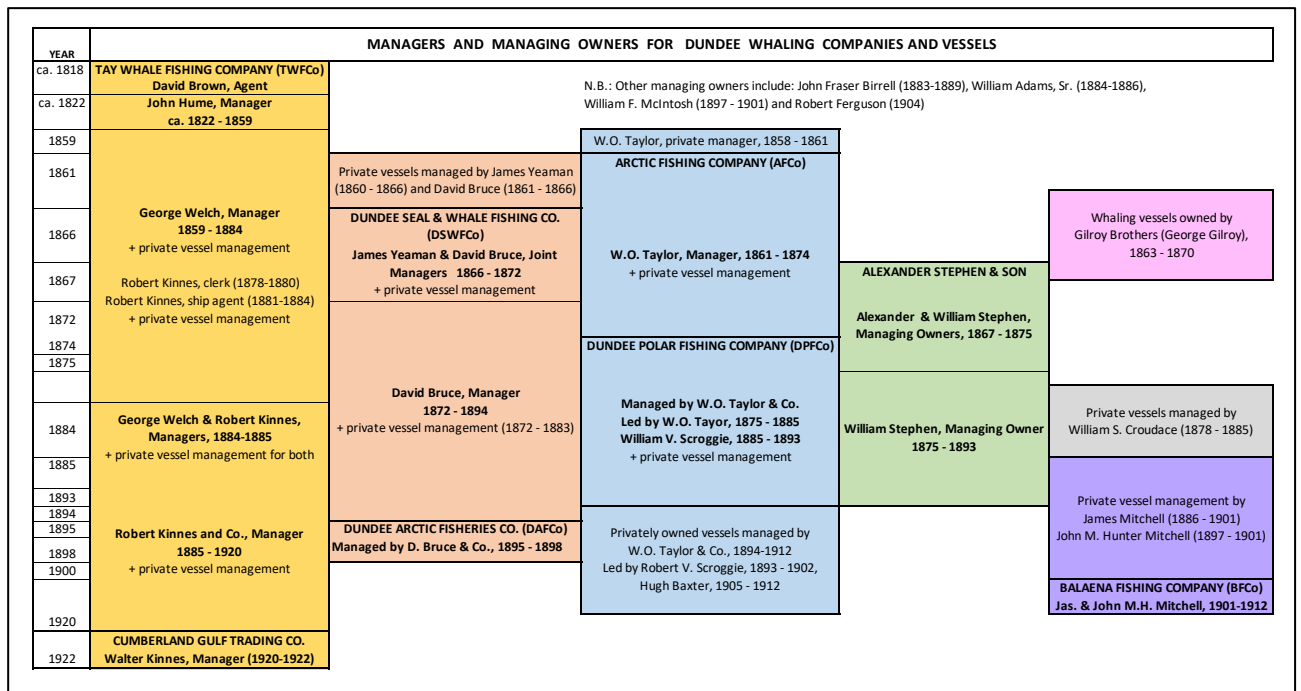 MANAGERS AND MANAGING OWNERS FOR DUNDEE WHALING COMPANIES AND VESSELS
YEAR
ca. 1818
ca. 1822
1859
1861
1866
1867
1872
1874
1875
1884
1885
1893
1894
1895
1898
1900
1920
1922
TAY WHALE FISHING COMPANY (TWFCo)
David Brown, Agent
John Hume, Manager
ca. 1822 - 1859
George Welch, Manager
1859 - 1884
+ private vessel management
Robert Kinnes, clerk (1878-1880)
Robert Kinnes, ship agent (1881-1884)
+ private vessel management
George Welch & Robert Kinnes,
Managers, 1884-1885
+ private vessel management for both
Robert Kinnes and Co., Manager
1885 - 1920
+ private vessel management
CUMBERLAND GULF TRADING CO.
Walter Kinnes, Manager (1920-1922)
Private vessels managed by James Yeaman
(1860 - 1866) and David Bruce (1861 - 1866)
DUNDEE SEAL & WHALE FISHING CO.
(DSWFCo)
James Yeaman & David Bruce, Joint
Managers 1866 - 1872
+ private vessel management
David Bruce, Manager
1872 - 1894
+ private vessel management (1872 - 1883)
DUNDEE ARCTIC FISHERIES CO. (DAFCo)
Managed by D. Bruce & Co., 1895 - 1898
N.B.: Other managing owners include: John Fraser Birrell (1883-1889), William Adams, Sr. (1884-1886),
William F. McIntosh (1897 - 1901) and Robert Ferguson (1904)
W.O. Taylor, private manager, 1858 - 1861
ARCTIC FISHING COMPANY (AFCo)
W.O. Taylor, Manager, 1861 - 1874
+ private vessel management
DUNDEE POLAR FISHING COMPANY (DPFCo)
Managed by W.O. Taylor & Co.
Led by W.O. Tayor, 1875 - 1885
William V. Scroggie, 1885 - 1893
+ private vessel management
Privately owned vessels managed by
W.O. Taylor & Co., 1894-1912
Led by Robert V. Scroggie, 1893 - 1902,
Hugh Baxter, 1905 - 1912
ALEXANDER STEPHEN & SON
Alexander & William Stephen,
Managing Owners, 1867 - 1875
William Stephen, Managing Owner
1875 - 1893
Whaling vessels owned by
Gilroy Brothers (George Gilroy),
1863 - 1870
Private vessels managed by
William S. Croudace (1878 - 1885)
Private vessel management by
James Mitchell (1886 - 1901)
John M. Hunter Mitchell (1897 - 1901)
BALAENA FISHING COMPANY (BFCo)
Jas. & John M.H. Mitchell, 1901-1912